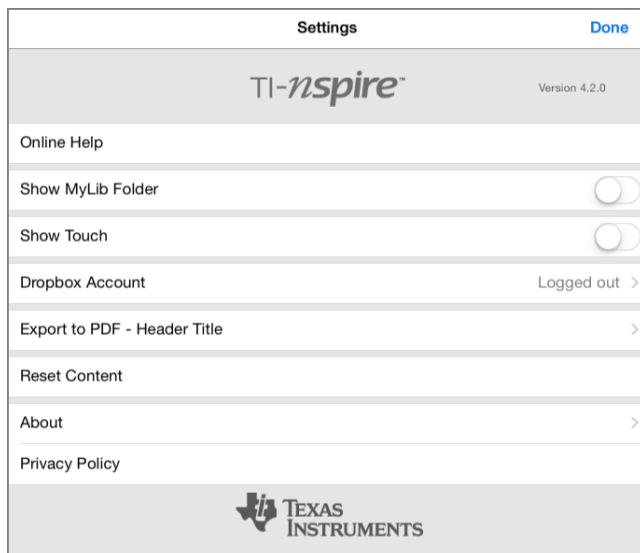 Settings Done
TI-nspire™ Version 4.2.0
Online Help
Show MyLib Folder
Show Touch
Dropbox Account Logged out >
Export to PDF - Header Title >
Reset Content
About >
Privacy Policy
TEXAS
INSTRUMENTS